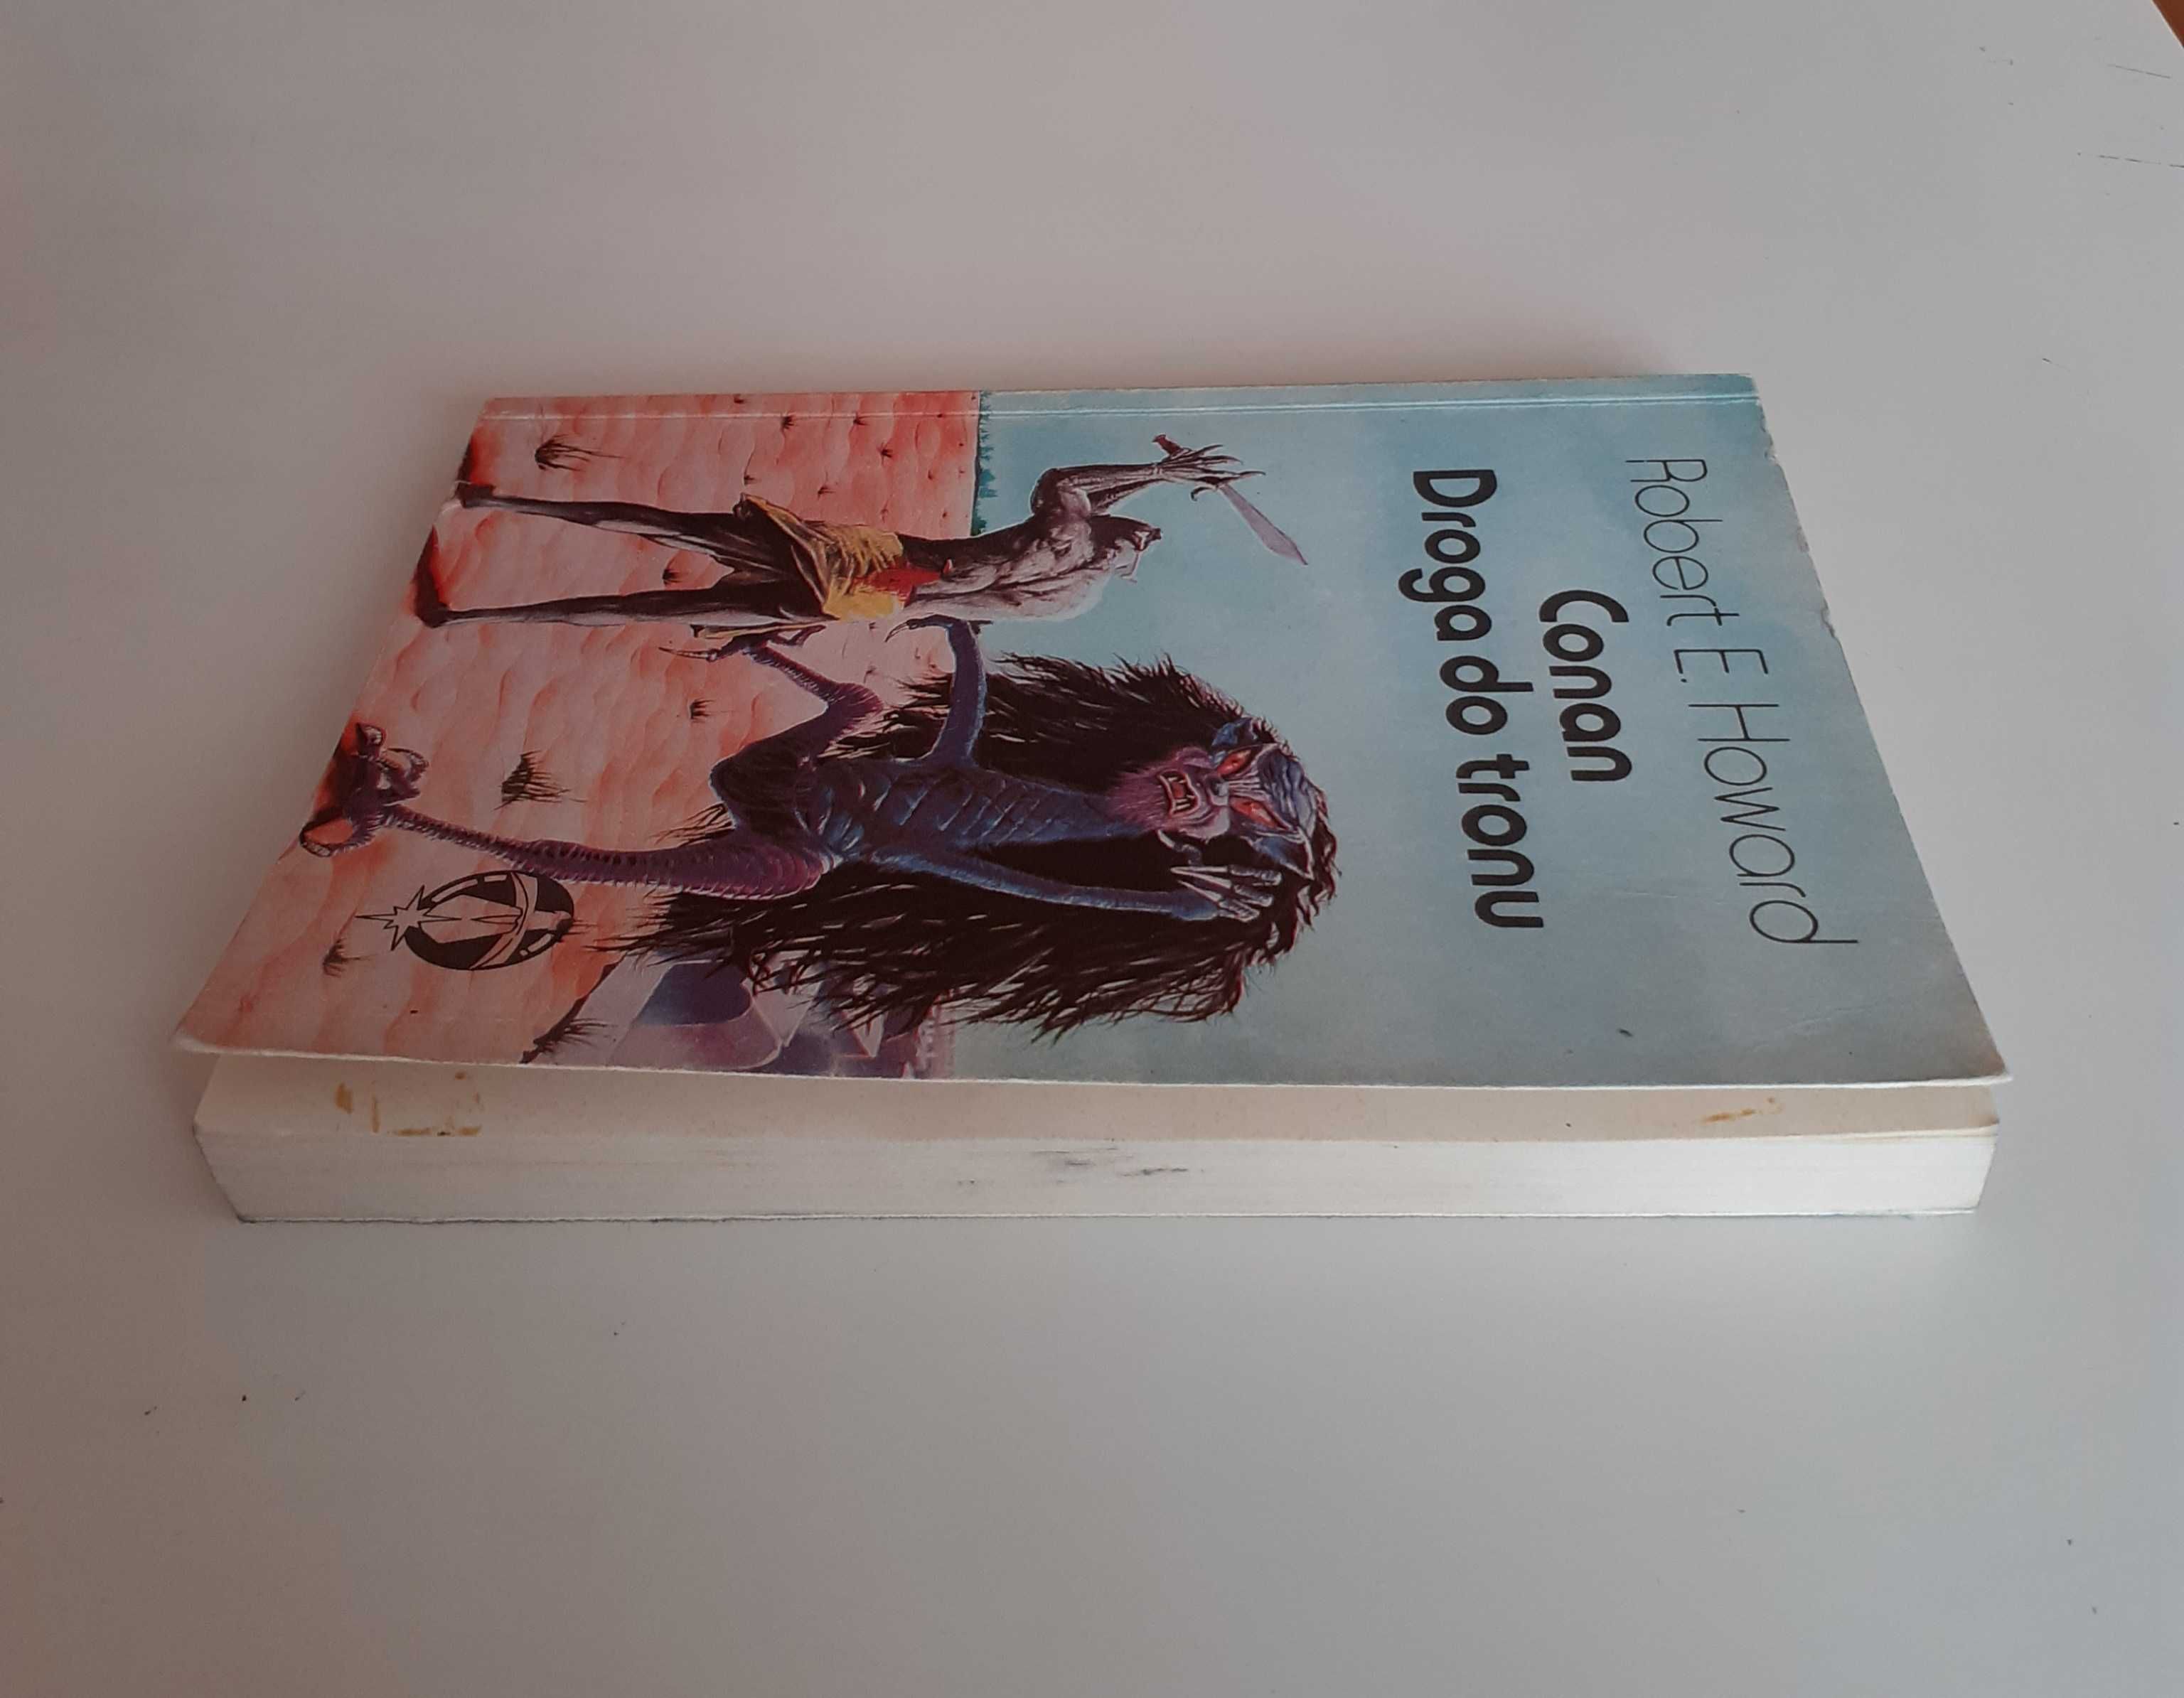 Robert E. Howard
Conan
Droga do tronu